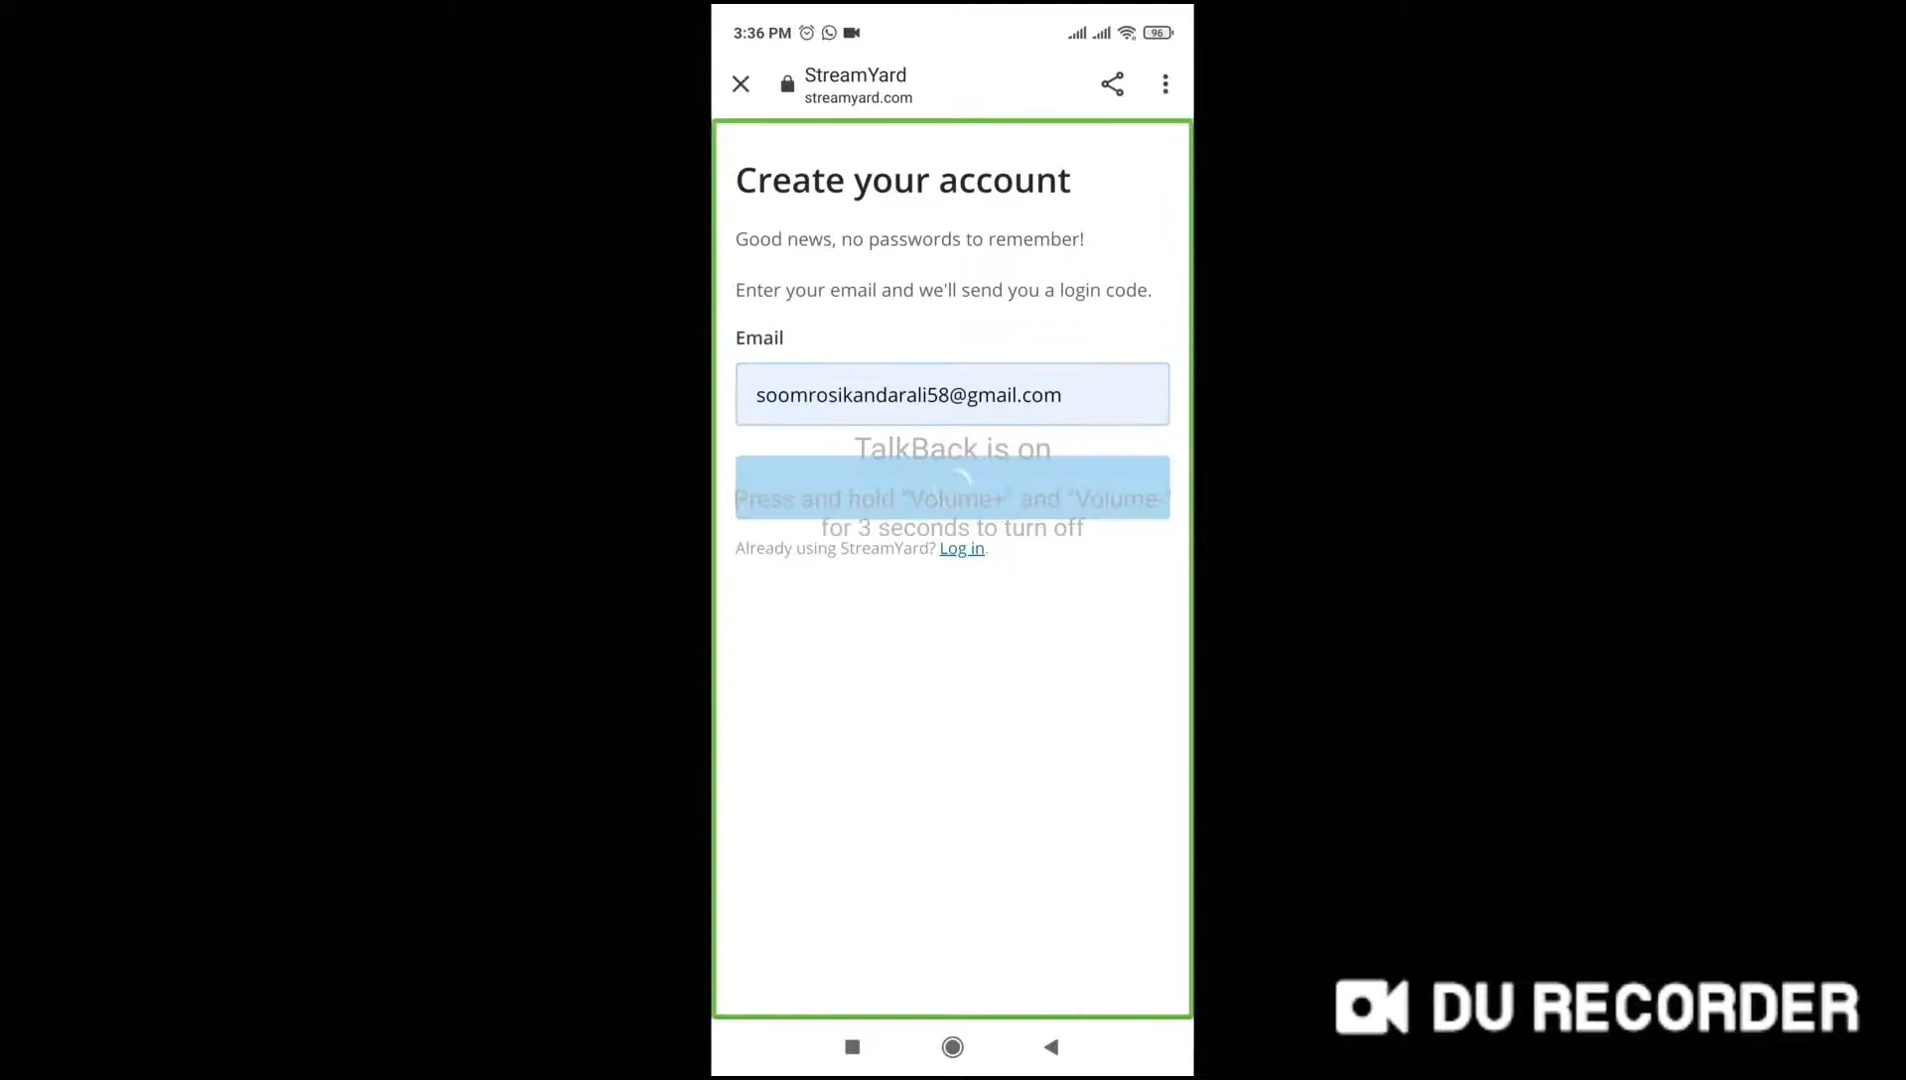 3:36 PM 96
StreamYard
streamyard.com
Create your account
Good news, no passwords to remember!
Enter your email and we'll send you a login code.
Email
soomrosikandarali58@gmail.com
TalkBack is on
Press and hold "Volume+" and "Volume-"
for 3 seconds to turn off
Already using StreamYard? Log in.
DU RECORDER